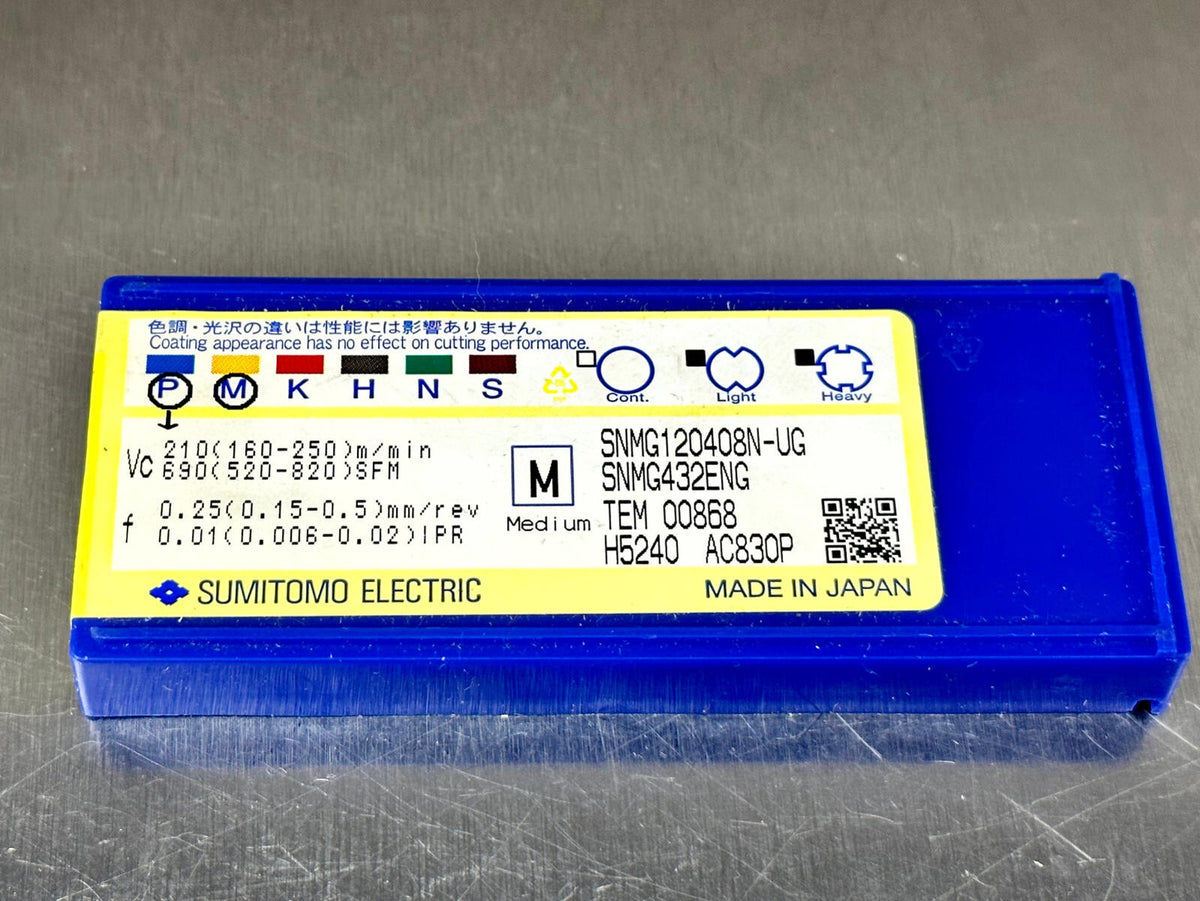 色調・光沢の違いは性能には影響ありません。
Coating appearance has no effect on cutting performance.
P M K H N S
Cont. Light Heavy
Vc 210(160-250)m/min
690(520-820)SFM
f 0.25(0.15-0.5)mm/rev
0.01(0.006-0.02)IPR
M
Medium
SNMG120408N-UG
SNMG432ENG
TEM 00868
H5240 AC830P
SUMITOMO ELECTRIC
MADE IN JAPAN